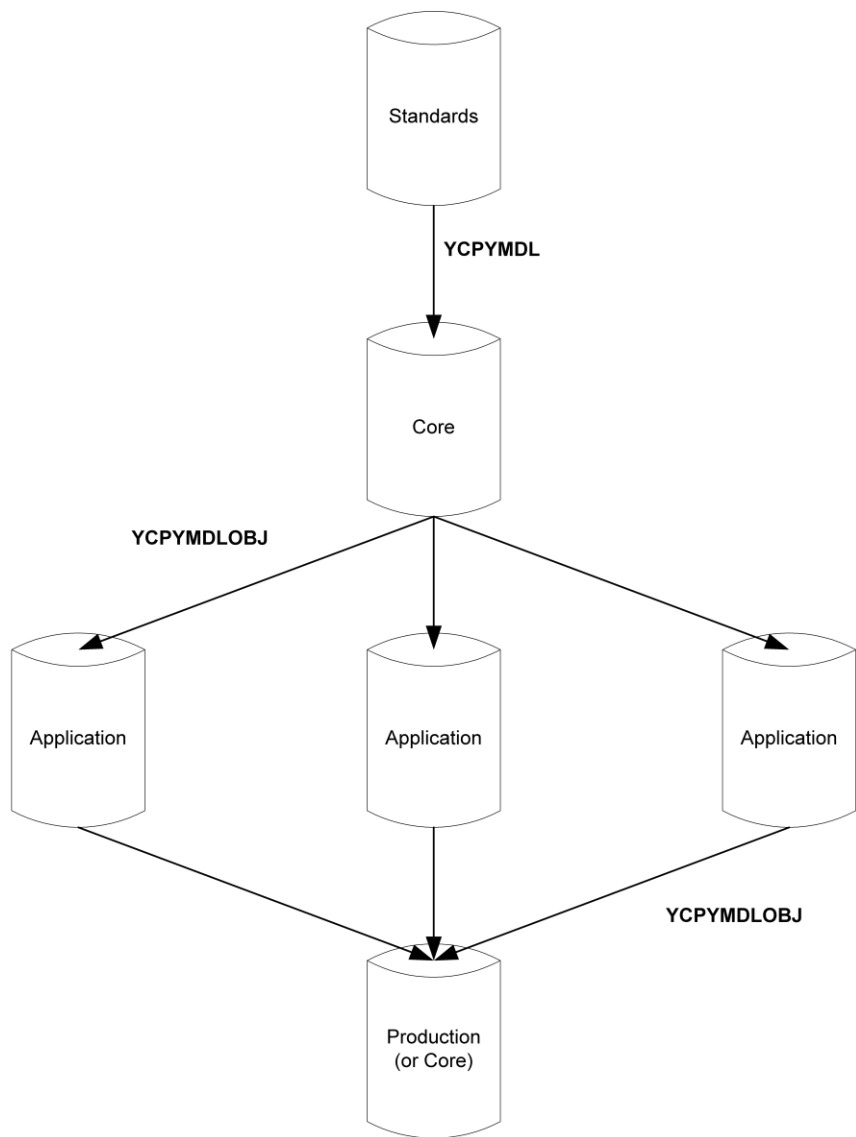 Standards
YCPYMDL
Core
YCPYMDLOBJ
Application
Application
Application
YCPYMDLOBJ
Production
(or Core)